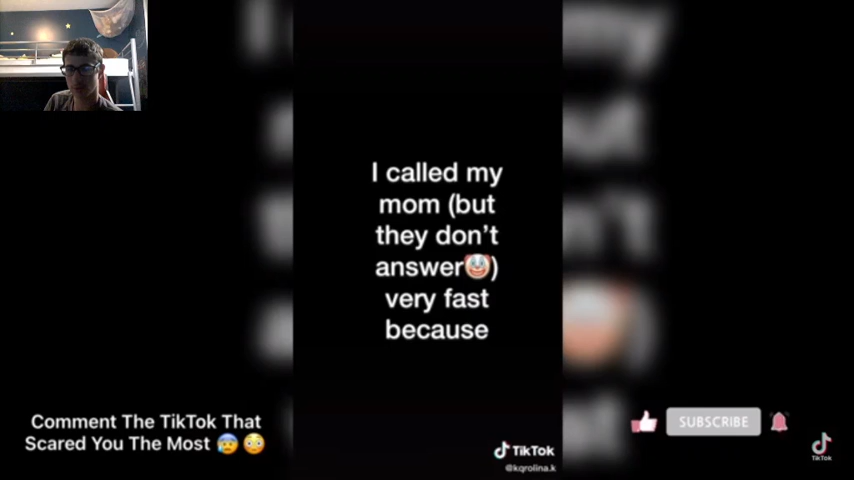 I called my
mom (but
they don't
answer🤡)
very fast
because
Comment The TikTok That
Scared You The Most 😰😳
SUBSCRIBE
TikTok
@kqrolina.k
TikTok